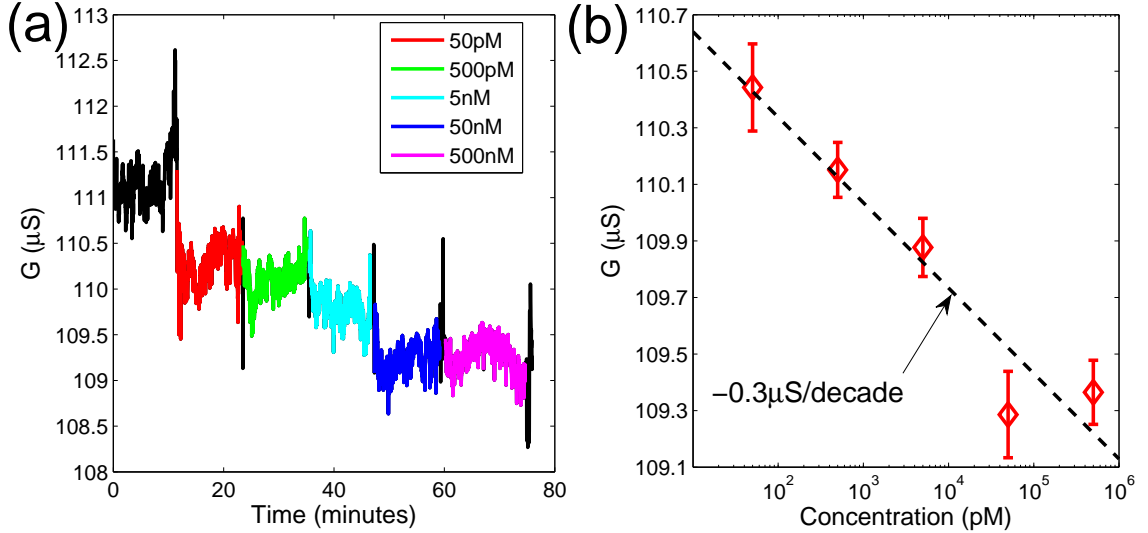 (a)
113
112.5
112
111.5
111
110.5
110
109.5
109
108.5
108
G (μS)
0
20
40
60
80
Time (minutes)
50pM
500pM
5nM
50nM
500nM
(b)
110.7
110.5
110.3
110.1
109.9
109.7
109.5
109.3
109.1
G (μS)
−0.3μS/decade
10²
10³
10⁴
10⁵
10⁶
Concentration (pM)